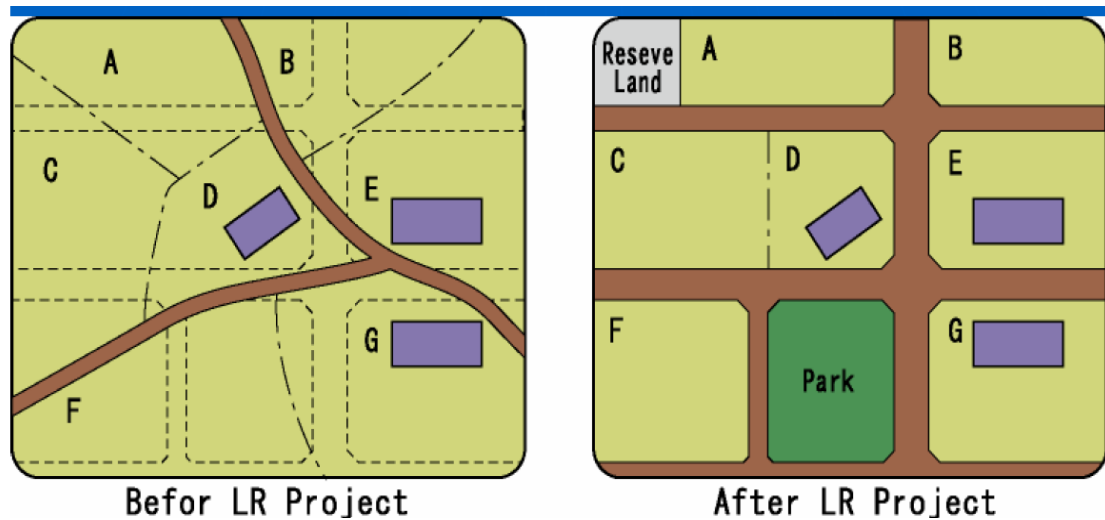 A
B
C
D
E
F
G
Befor LR Project
Reseve
Land
A
B
C
D
E
F
Park
G
After LR Project